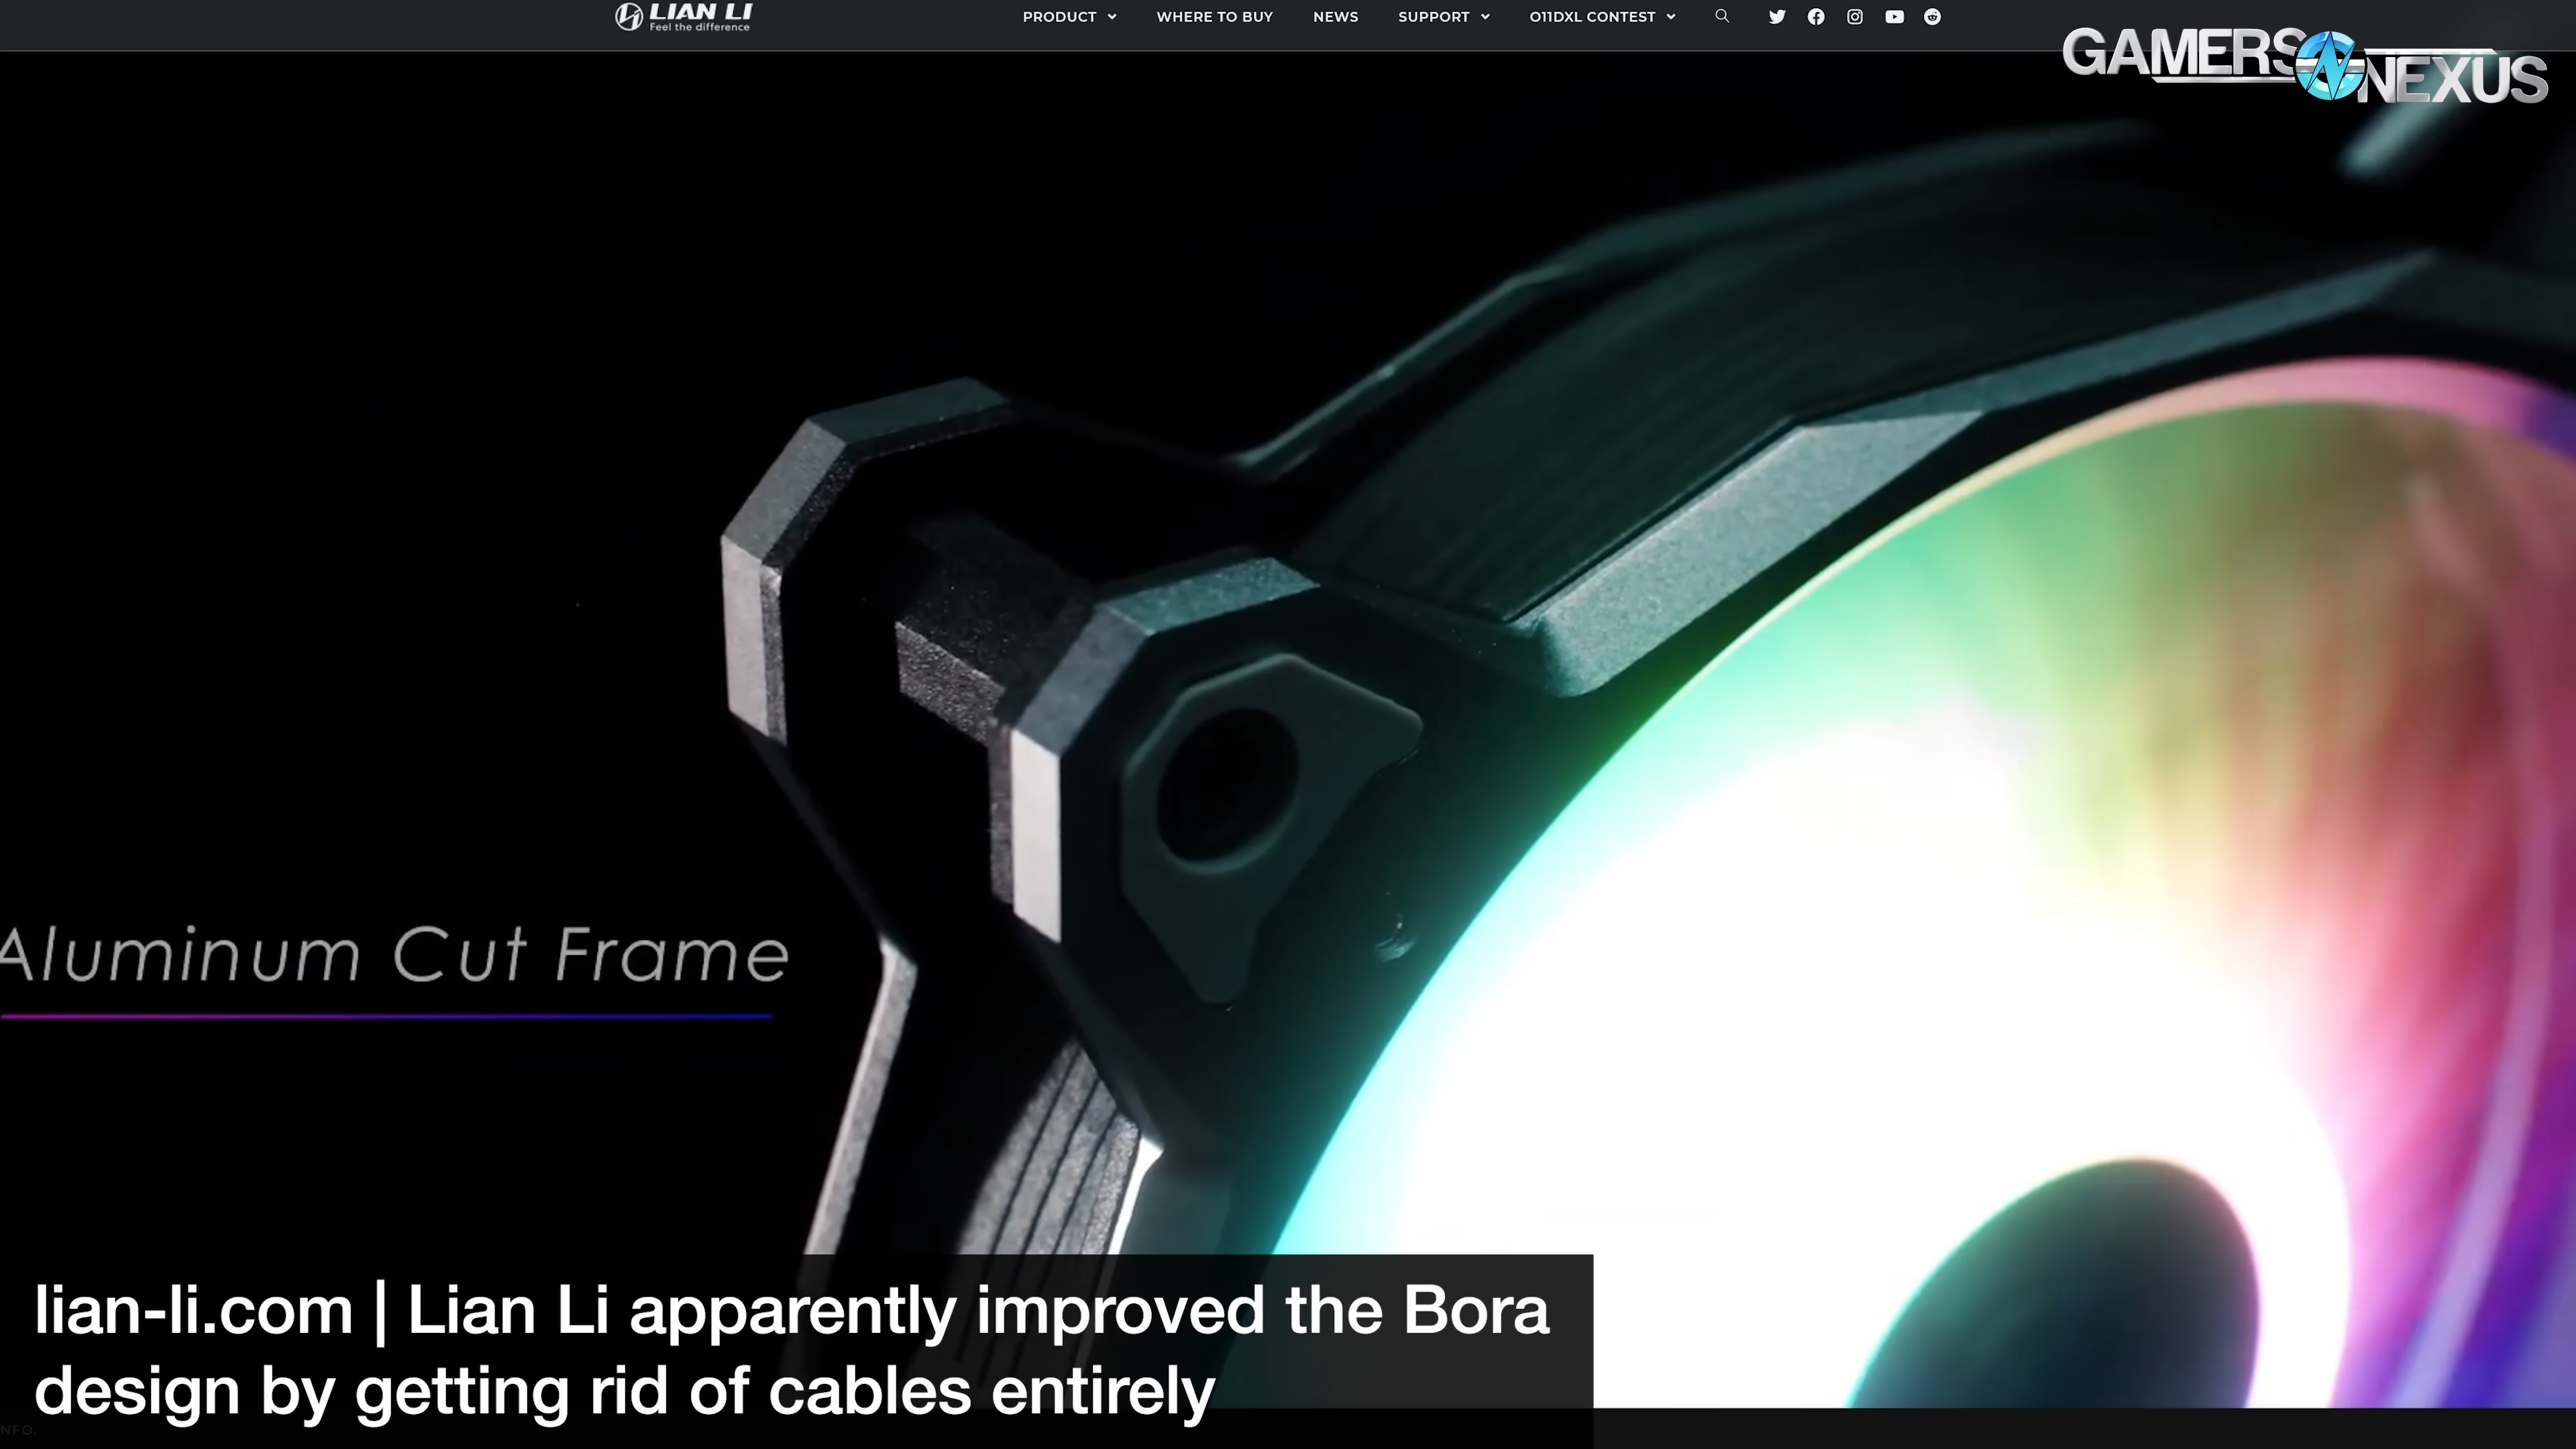 LIAN LI
Feel the difference
PRODUCT
WHERE TO BUY
NEWS
SUPPORT
O11DXL CONTEST
GAMERS NEXUS
Aluminum Cut Frame
lian-li.com | Lian Li apparently improved the Bora
design by getting rid of cables entirely
NFO.